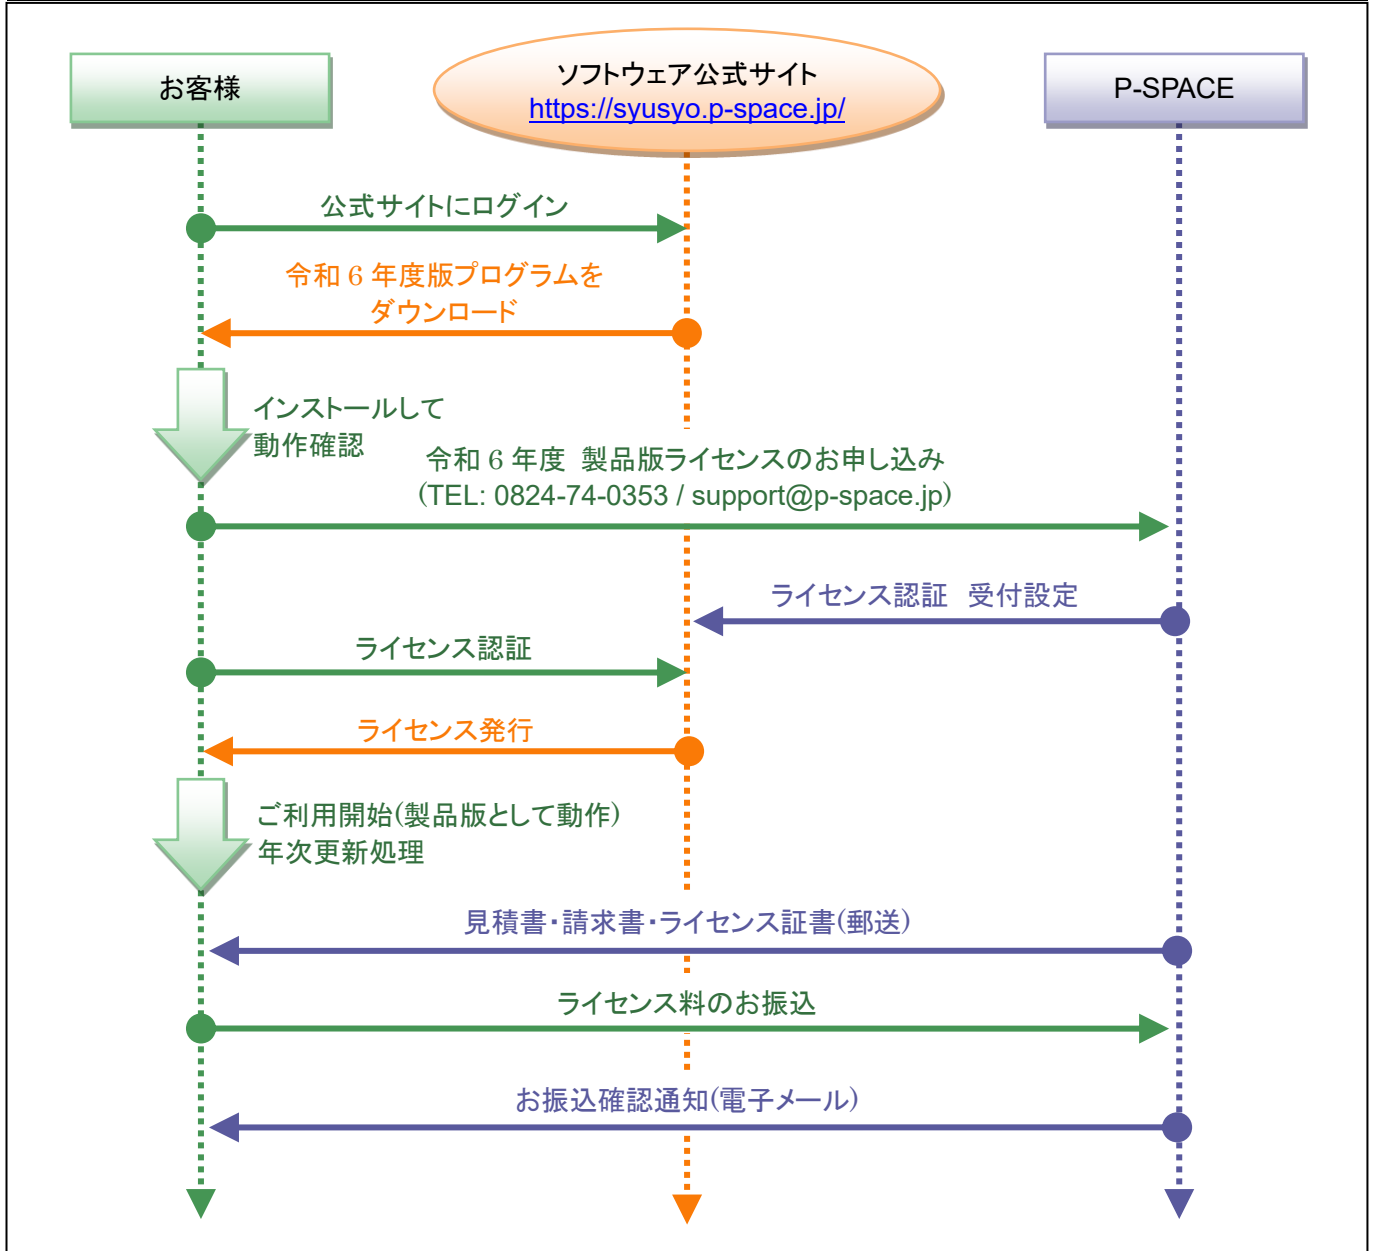 お客様
ソフトウェア公式サイト
https://syusyo.p-space.jp/
P-SPACE
公式サイトにログイン
令和 6 年度版プログラムを
ダウンロード
インストールして
動作確認
令和 6 年度 製品版ライセンスのお申し込み
(TEL: 0824-74-0353 / support@p-space.jp)
ライセンス認証　受付設定
ライセンス認証
ライセンス発行
ご利用開始(製品版として動作)
年次更新処理
見積書・請求書・ライセンス証書(郵送)
ライセンス料のお振込
お振込確認通知(電子メール)